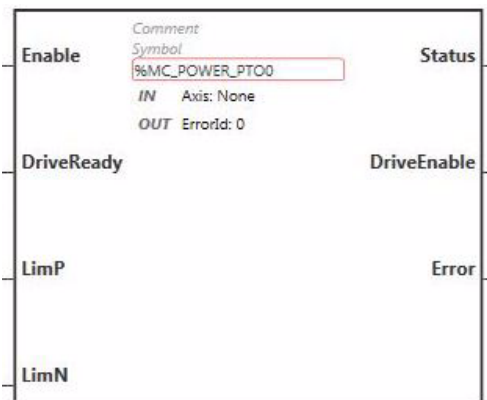 Comment
Enable
Symbol
Status
%MC_POWER_PTO0
IN Axis: None
OUT ErrorId: 0
DriveReady
DriveEnable
LimP
Error
LimN